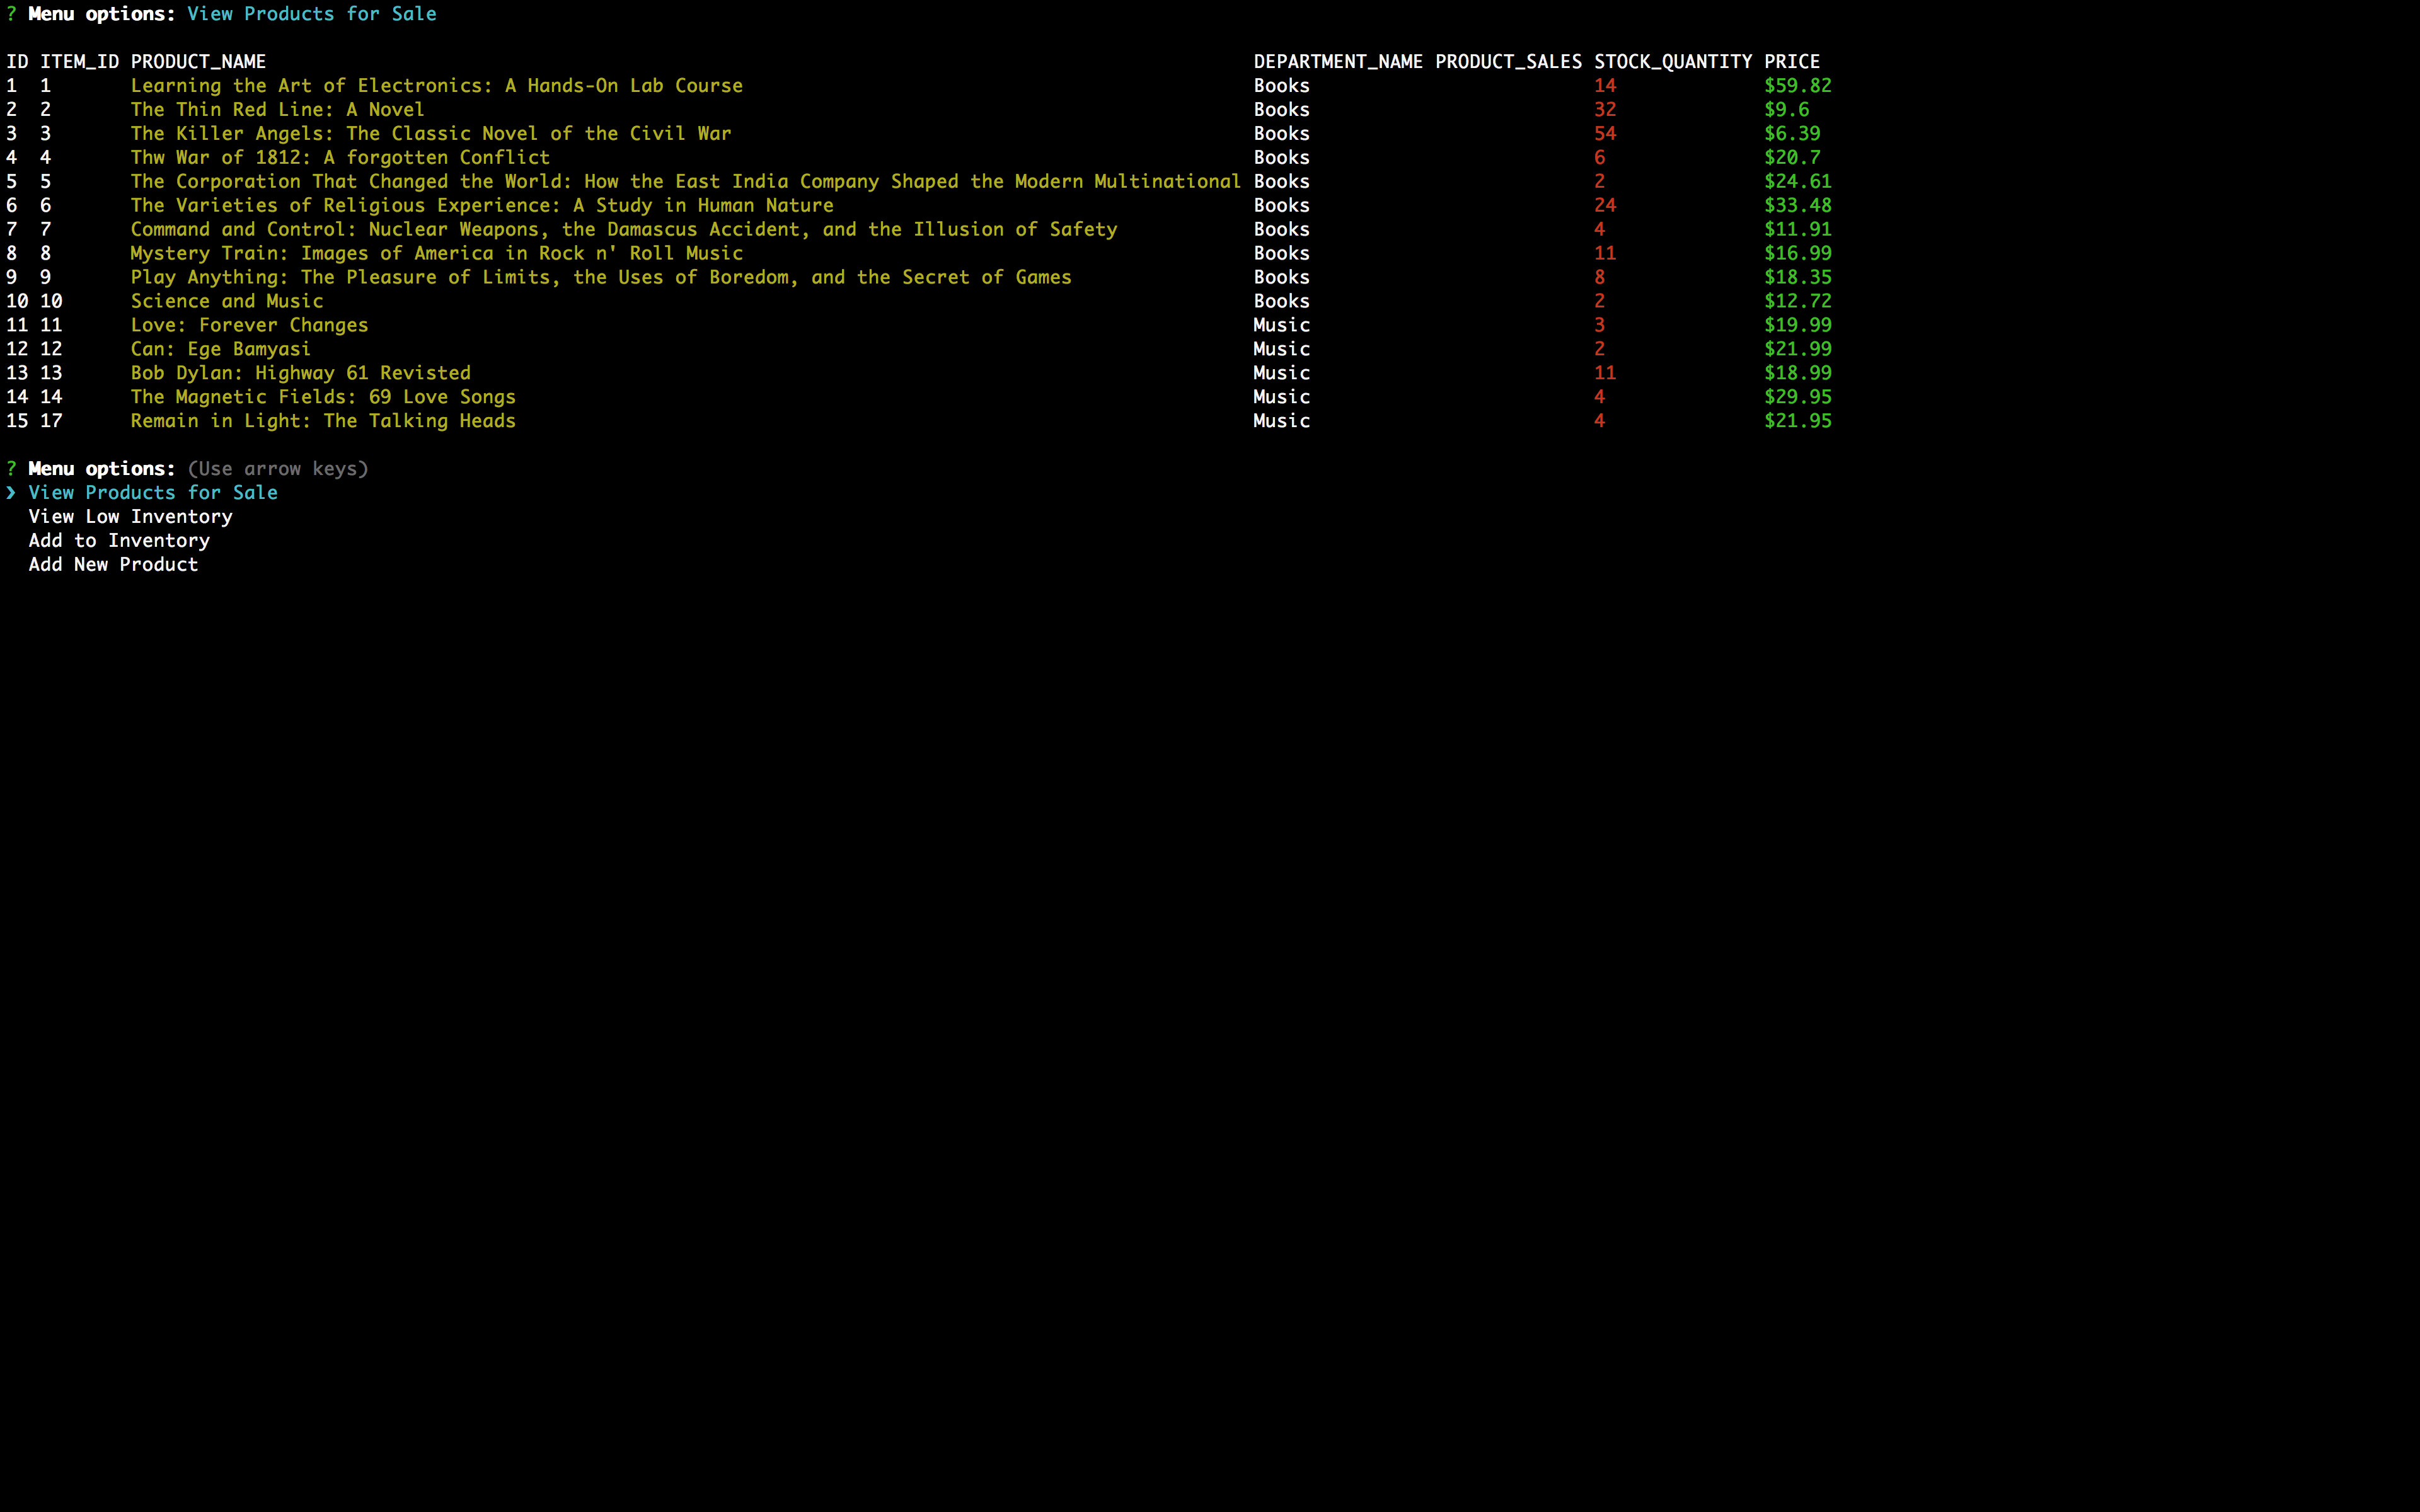 ? Menu options: View Products for Sale
ID ITEM_ID PRODUCT_NAME DEPARTMENT_NAME PRODUCT_SALES STOCK_QUANTITY PRICE
1 1 Learning the Art of Electronics: A Hands-On Lab Course Books 14 $59.82
2 2 The Thin Red Line: A Novel Books 32 $9.6
3 3 The Killer Angels: The Classic Novel of the Civil War Books 54 $6.39
4 4 Thw War of 1812: A forgotten Conflict Books 6 $20.7
5 5 The Corporation That Changed the World: How the East India Company Shaped the Modern Multinational Books 2 $24.61
6 6 The Varieties of Religious Experience: A Study in Human Nature Books 24 $33.48
7 7 Command and Control: Nuclear Weapons, the Damascus Accident, and the Illusion of Safety Books 4 $11.91
8 8 Mystery Train: Images of America in Rock n' Roll Music Books 11 $16.99
9 9 Play Anything: The Pleasure of Limits, the Uses of Boredom, and the Secret of Games Books 8 $18.35
10 10 Science and Music Books 2 $12.72
11 11 Love: Forever Changes Music 3 $19.99
12 12 Can: Ege Bamyasi Music 2 $21.99
13 13 Bob Dylan: Highway 61 Revisted Music 11 $18.99
14 14 The Magnetic Fields: 69 Love Songs Music 4 $29.95
15 17 Remain in Light: The Talking Heads Music 4 $21.95
? Menu options: (Use arrow keys)
❯ View Products for Sale
View Low Inventory
Add to Inventory
Add New Product